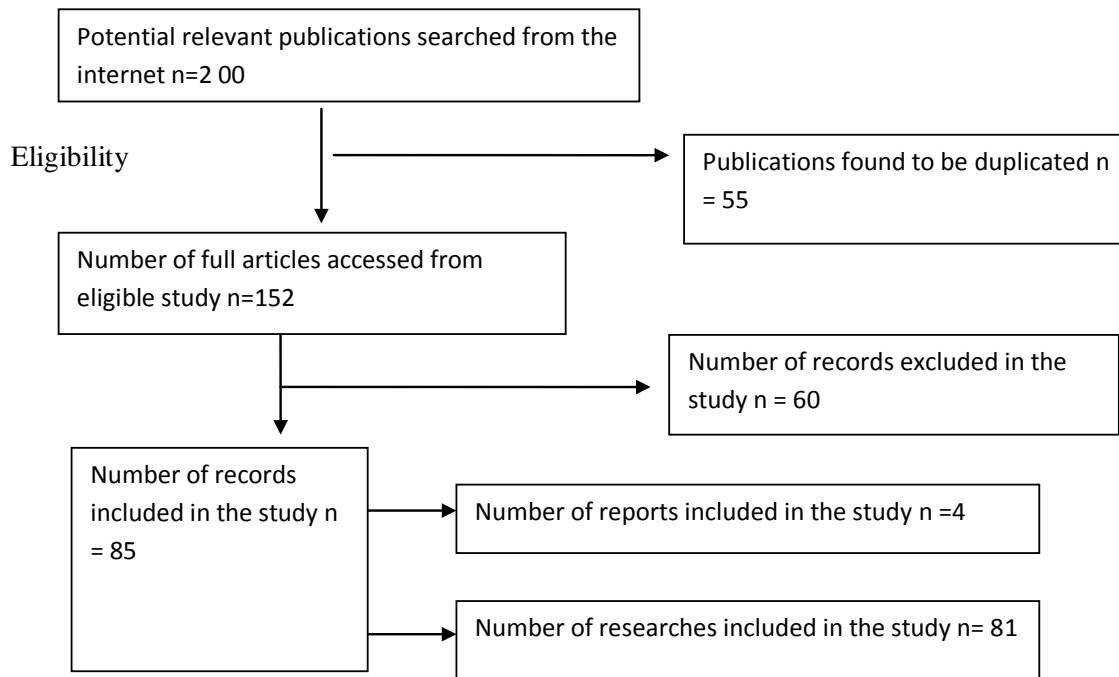 Potential relevant publications searched from the
internet n=2 00
Eligibility
Publications found to be duplicated n
= 55
Number of full articles accessed from
eligible study n=152
Number of records excluded in the
study n = 60
Number of records
included in the study n
= 85
Number of reports included in the study n =4
Number of researches included in the study n= 81